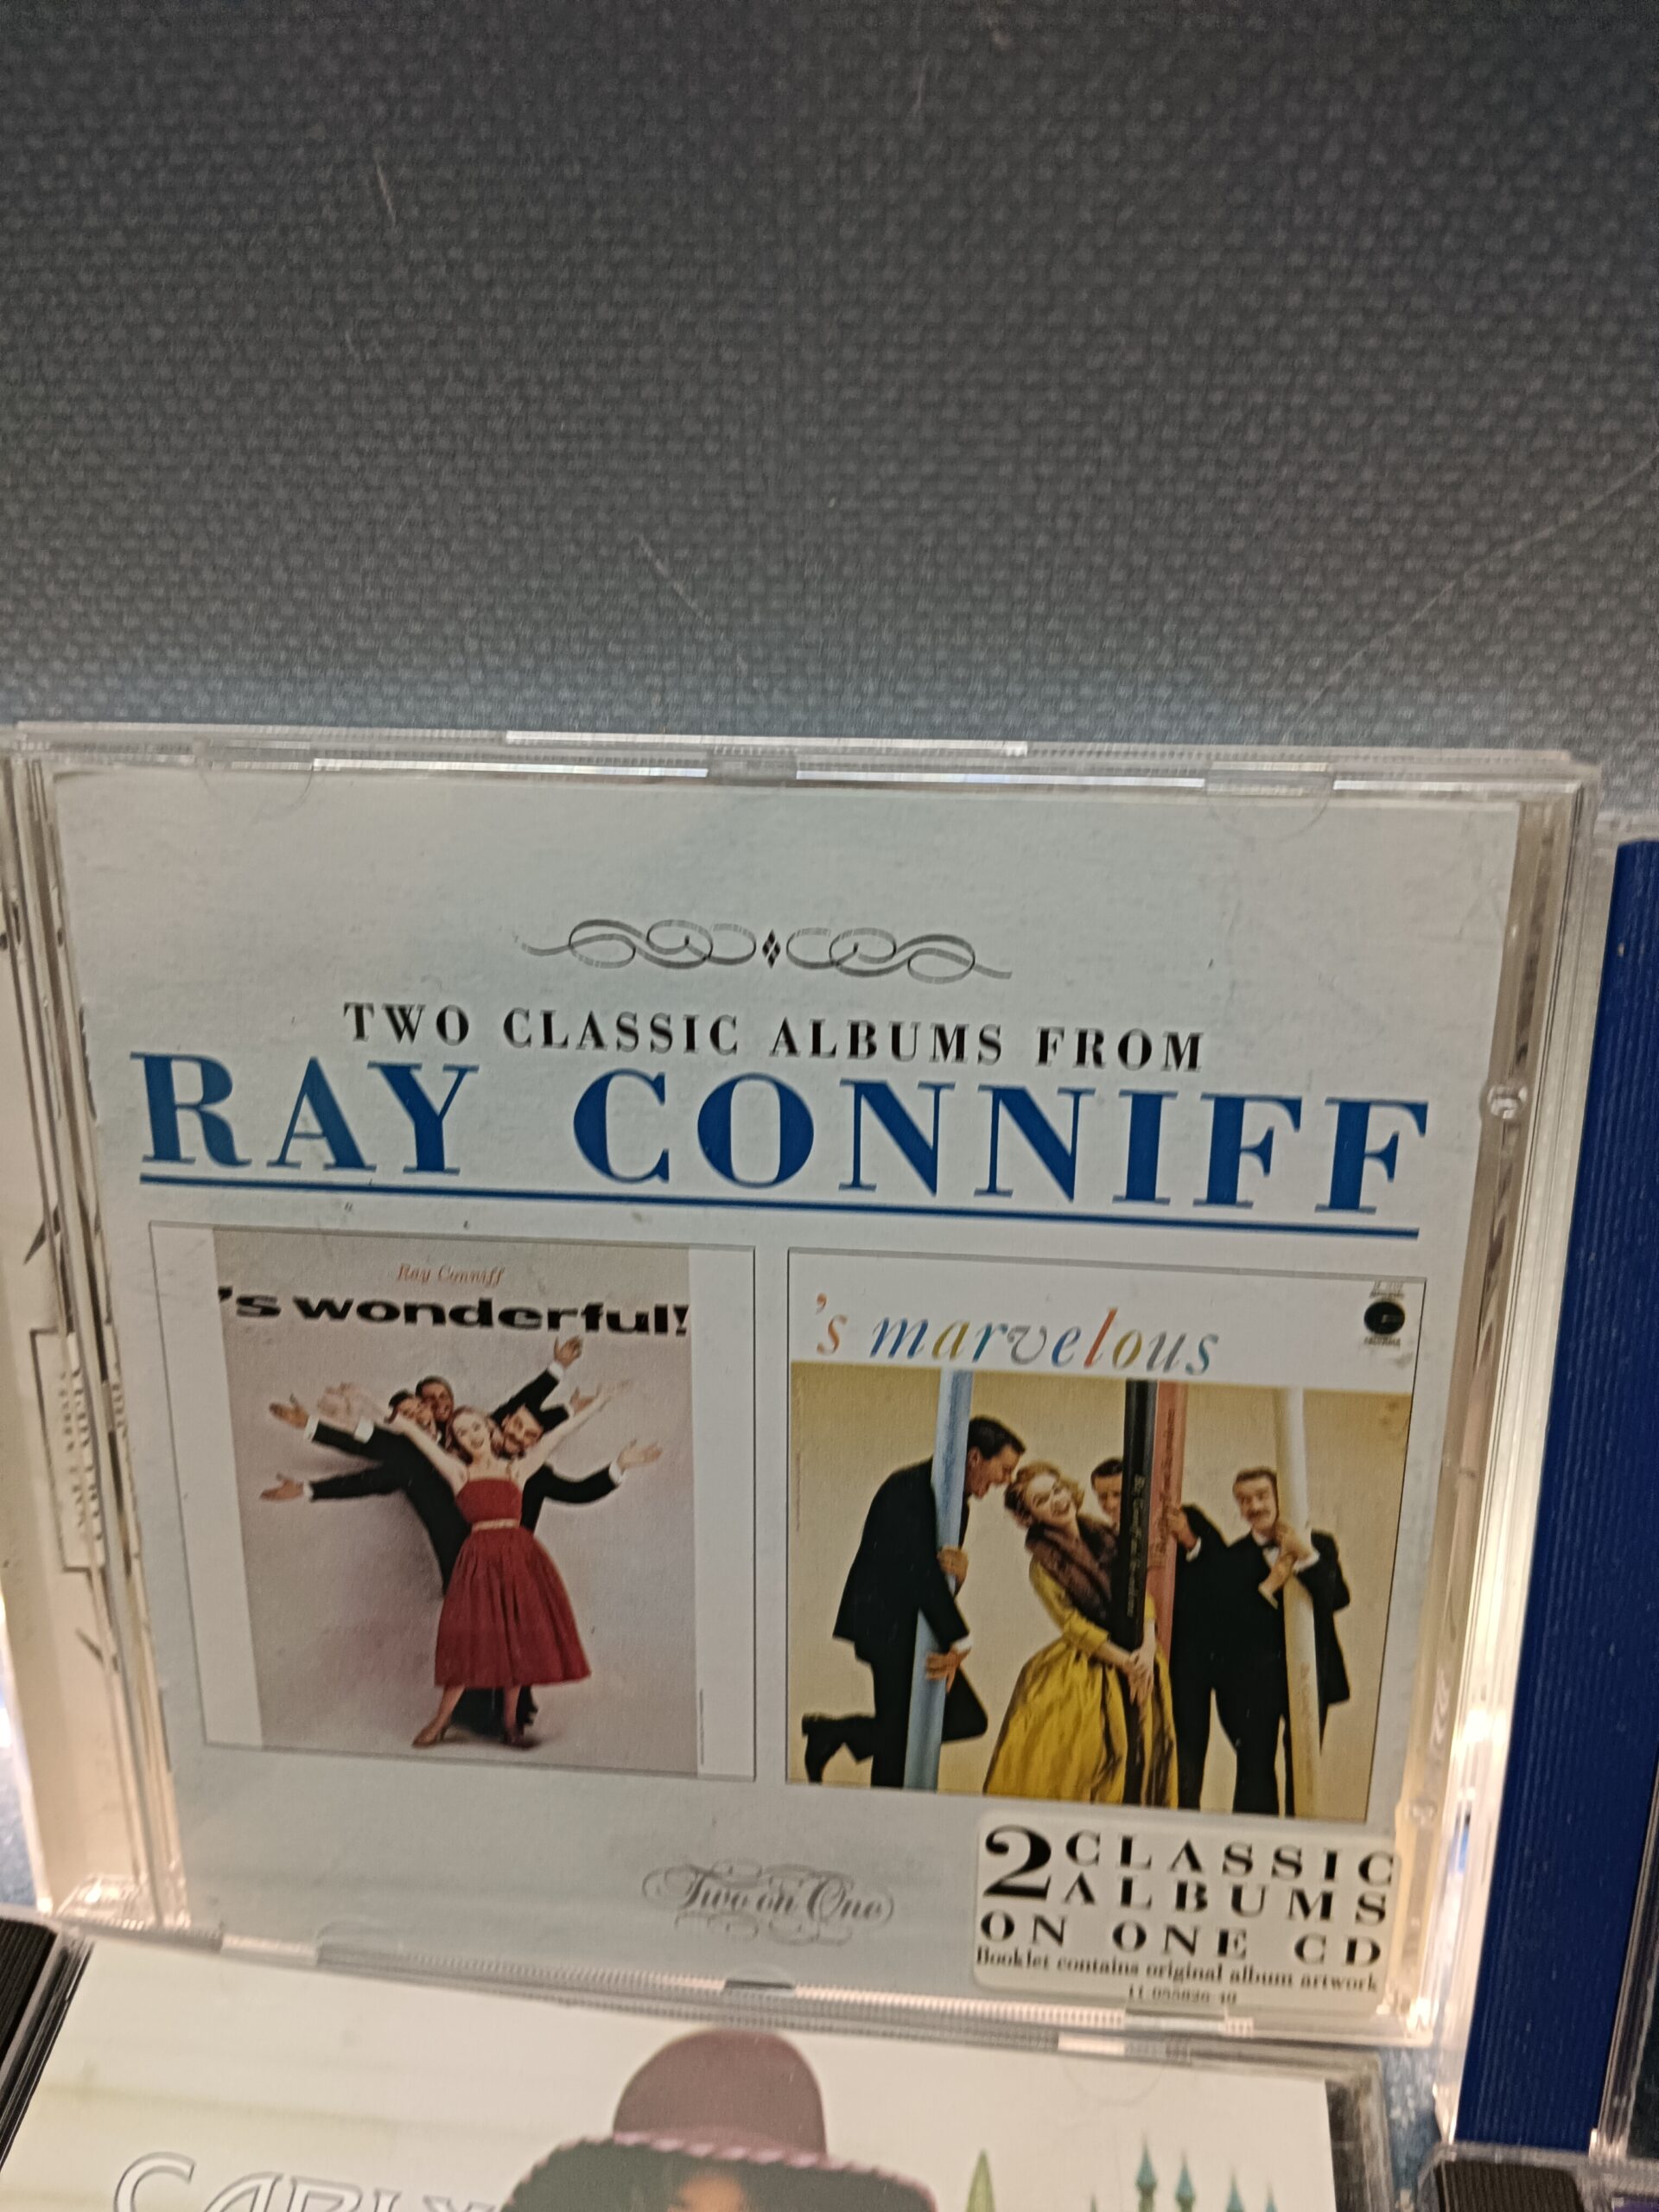 TWO CLASSIC ALBUMS FROM
RAY CONNIFF
Ray Conniff
's wonderful!
's marvelous
Two on One
2 CLASSIC
ALBUMS
ON ONE CD
Booklet contains original album artwork